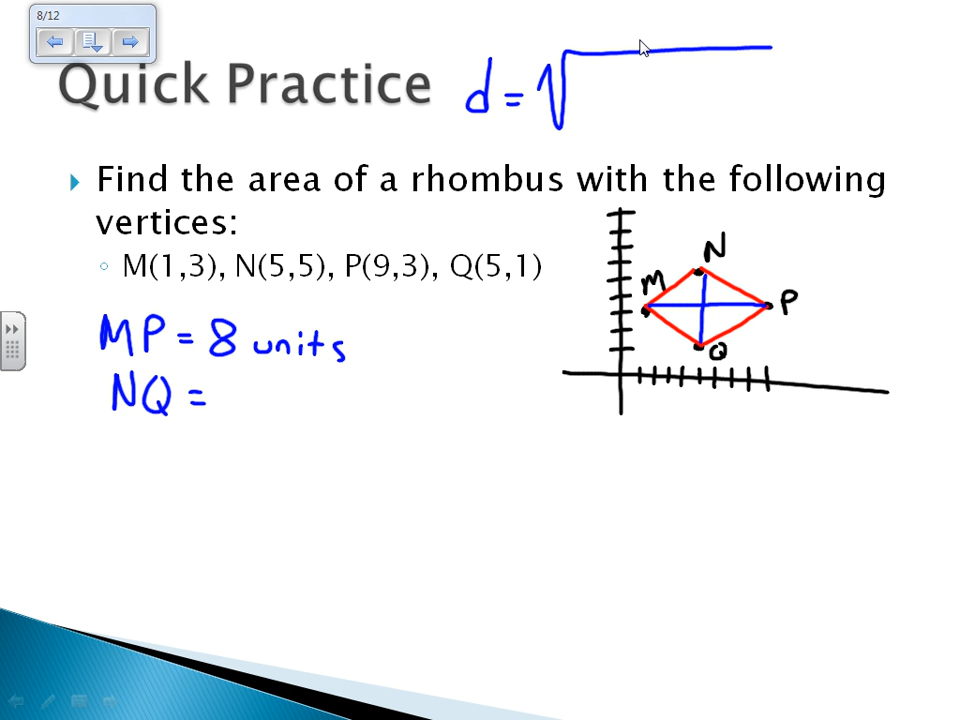 8/12
Quick Practice d = √
Find the area of a rhombus with the following
vertices:
M(1,3), N(5,5), P(9,3), Q(5,1)
N
M
P
Q
MP = 8 units
NQ =